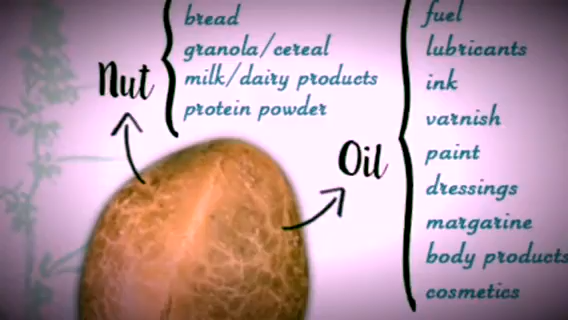 Nut
bread
granola/cereal
milk/dairy products
protein powder
Oil
fuel
lubricants
ink
varnish
paint
dressings
margarine
body products
cosmetics